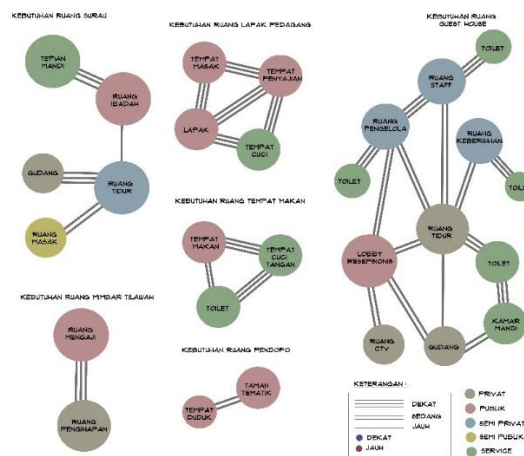 KEBUTUHAN RUANG SURAU
TEPIAN
MANDI
RUANG
IBADAH
GUDANG
RUANG
TIDUR
RUANG
MASAK
KEBUTUHAN RUANG MIMBAR TILAWAH
RUANG
MENGAJI
RUANG
PENGINAPAN
KEBUTUHAN RUANG LAPAK PEDAGANG
TEMPAT
MASAK
TEMPAT
PENYAJIAN
LAPAK
TEMPAT
CUCI
KEBUTUHAN RUANG TEMPAT MAKAN
TEMPAT
MAKAN
TEMPAT
CUCI
TANGAN
TOILET
KEBUTUHAN RUANG PENDOPO
TAMAN
TEMATIK
TEMPAT
DUDUK
KEBUTUHAN RUANG
GUEST HOUSE
TOILET
RUANG
STAFF
RUANG
PENGELOLA
RUANG
KEBERSIHAN
TOILET
TOILET
RUANG
TIDUR
LOBBY
RESEPSIONS
TOILET
KAMAR
MANDI
RUANG
CTV
GUDANG
KETERANGAN :
DEKAT
SEDANG
JAUH
DEKAT
JAUH
PRIVAT
PUBLIK
SEMI PRIVAT
SEMI PUBLIK
SERVICE